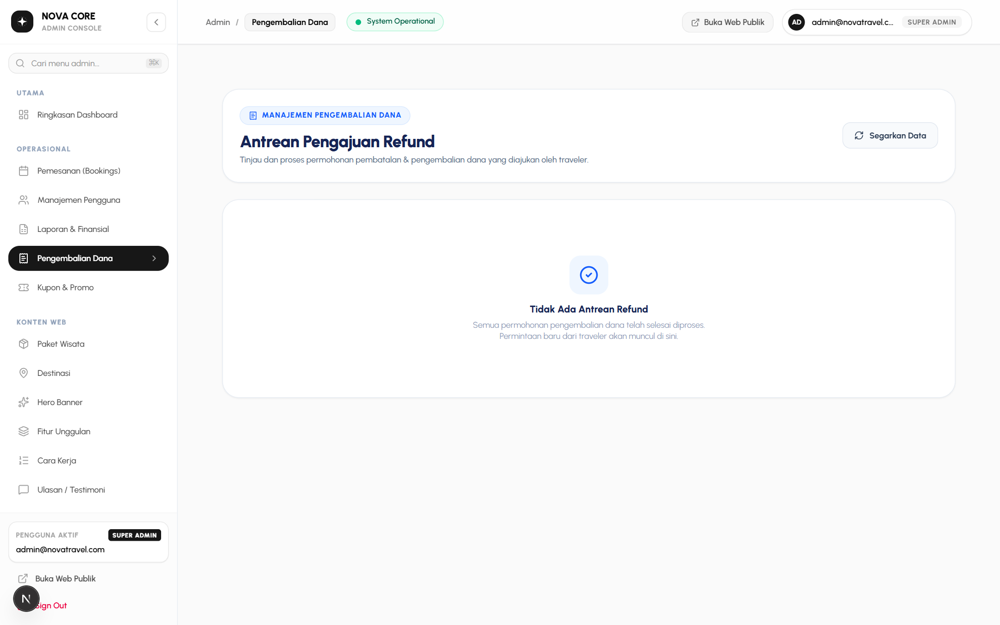 NOVA CORE
ADMIN CONSOLE
Cari menu admin...
⌘K
UTAMA
Ringkasan Dashboard
OPERASIONAL
Pemesanan (Bookings)
Manajemen Pengguna
Laporan & Finansial
Pengembalian Dana
Kupon & Promo
KONTEN WEB
Paket Wisata
Destinasi
Hero Banner
Fitur Unggulan
Cara Kerja
Ulasan / Testimoni
PENGGUNA AKTIF
SUPER ADMIN
admin@novatravel.com
Buka Web Publik
N
Sign Out
Admin / Pengembalian Dana
System Operational
Buka Web Publik
AD
admin@novatravel.c...
SUPER ADMIN
MANAJEMEN PENGEMBALIAN DANA
Antrean Pengajuan Refund
Tinjau dan proses permohonan pembatalan & pengembalian dana yang diajukan oleh traveler.
Segarkan Data
Tidak Ada Antrean Refund
Semua permohonan pengembalian dana telah selesai diproses.
Permintaan baru dari traveler akan muncul di sini.